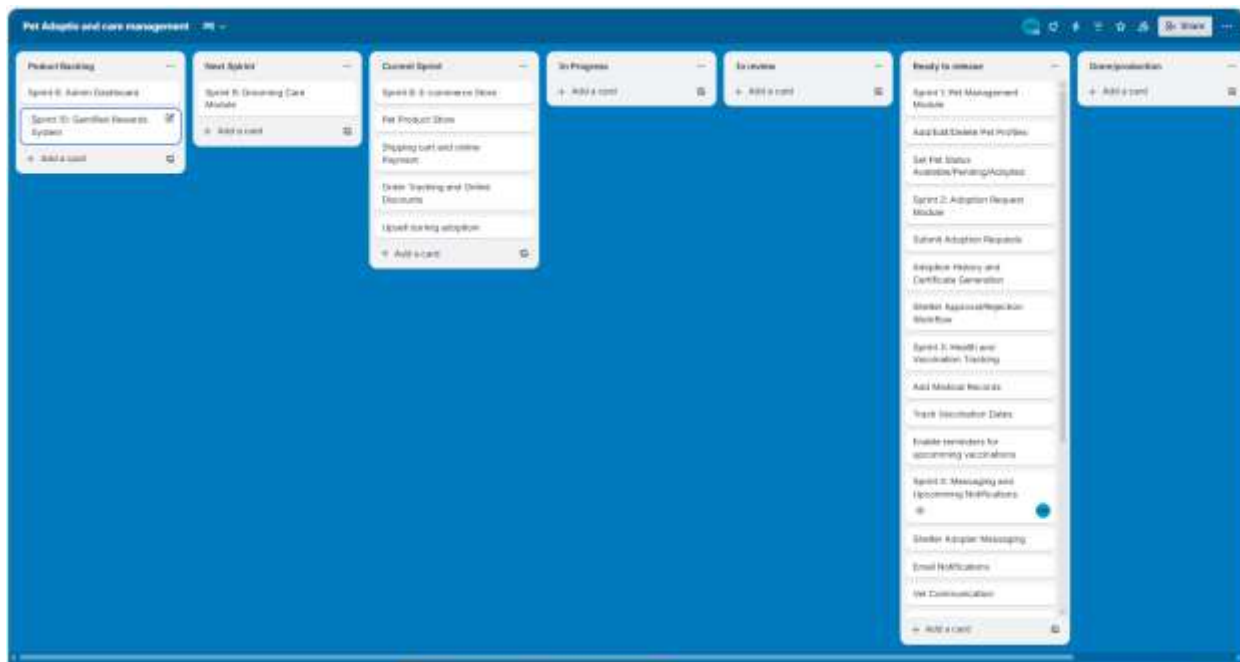 Pet Adoptio and care management
Share
Product Backlog
Sprint 6: Admin Dashboard
Sprint 10: Gamified Rewards
System
+ Add a card
Next Sprint
Sprint 9: Grooming Care
Module
+ Add a card
Current Sprint
Sprint 8: E-commerce Store
Pet Product Store
Shipping cart and online
Payment
Order Tracking and Online
Discounts
Upsell during adoption
+ Add a card
In Progress
+ Add a card
To review
+ Add a card
Ready to release
Sprint 1: Pet Management
Module
Add/Edit/Delete Pet Profiles
Set Pet Status
Available/Pending/Adopted
Sprint 2: Adoption Request
Module
Submit Adoption Requests
Adoption History and
Certificate Generation
Shelter Approval/Rejection
Workflow
Sprint 3: Health and
Vaccination Tracking
Add Medical Records
Track Vaccination Dates
Enable reminders for
upcomming vaccinations
Messaging and
Upcomming Notifications
Shelter Adopter Messaging
Email Notifications
Vet Communication
+ Add a card
Done/production
+ Add a card